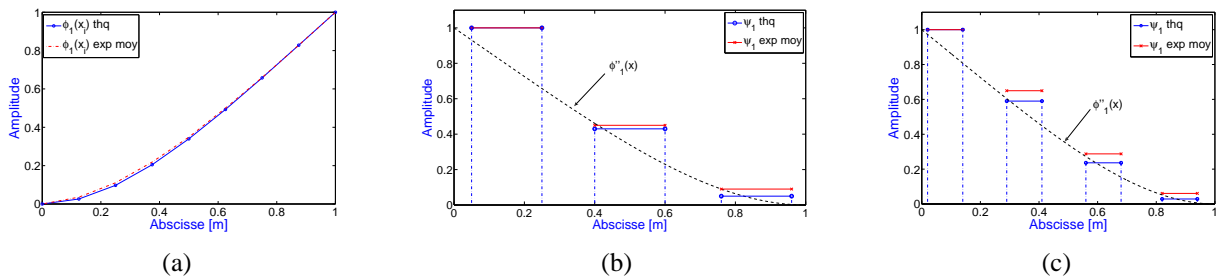 φ₁(xᵢ) thq
φ₁(xᵢ) exp moy
1
0.8
0.6
0.4
0.2
0
0 0.2 0.4 0.6 0.8 1
Amplitude
Abscisse [m]
(a)
ψ₁ thq
ψ₁ exp moy
φ''₁(x)
1
0.8
0.6
0.4
0.2
0
0 0.2 0.4 0.6 0.8 1
Amplitude
Abscisse [m]
(b)
ψ₁ thq
ψ₁ exp moy
φ''₁(x)
1
0.8
0.6
0.4
0.2
0
0 0.2 0.4 0.6 0.8 1
Amplitude
Abscisse [m]
(c)